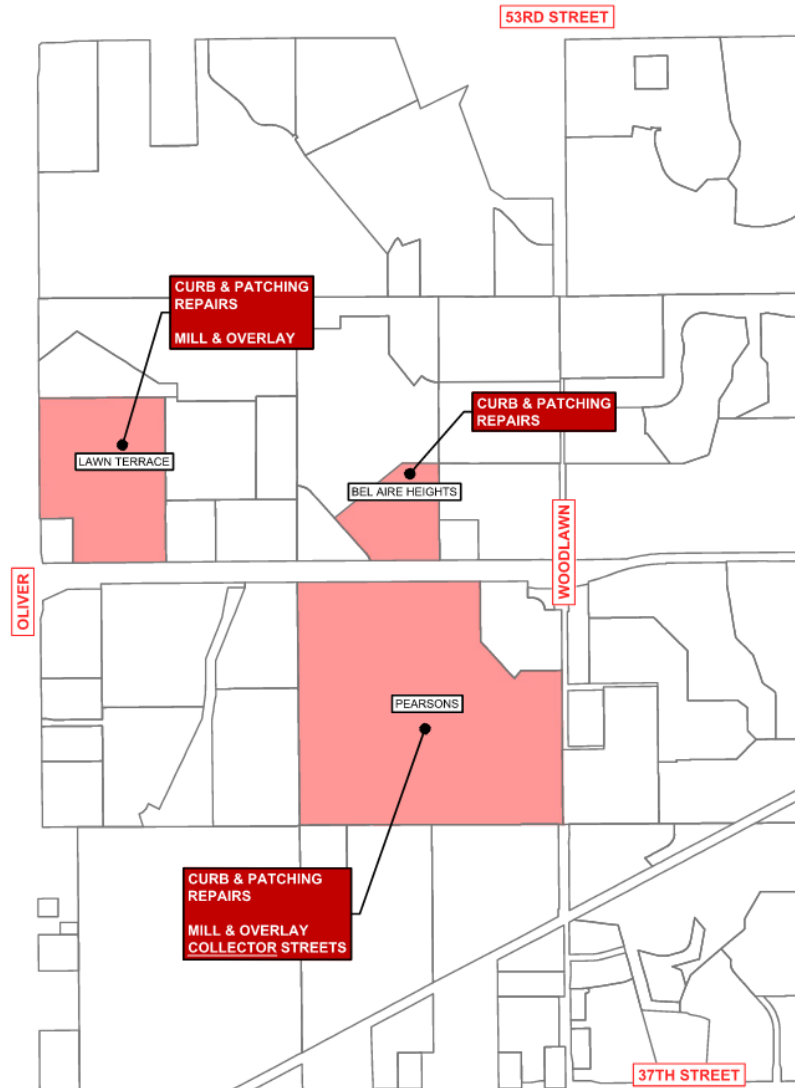 53RD STREET
CURB & PATCHING
REPAIRS
MILL & OVERLAY
CURB & PATCHING
REPAIRS
LAWN TERRACE
BEL AIRE HEIGHTS
WOODLAWN
OLIVER
PEARSONS
CURB & PATCHING
REPAIRS
MILL & OVERLAY
COLLECTOR STREETS
37TH STREET